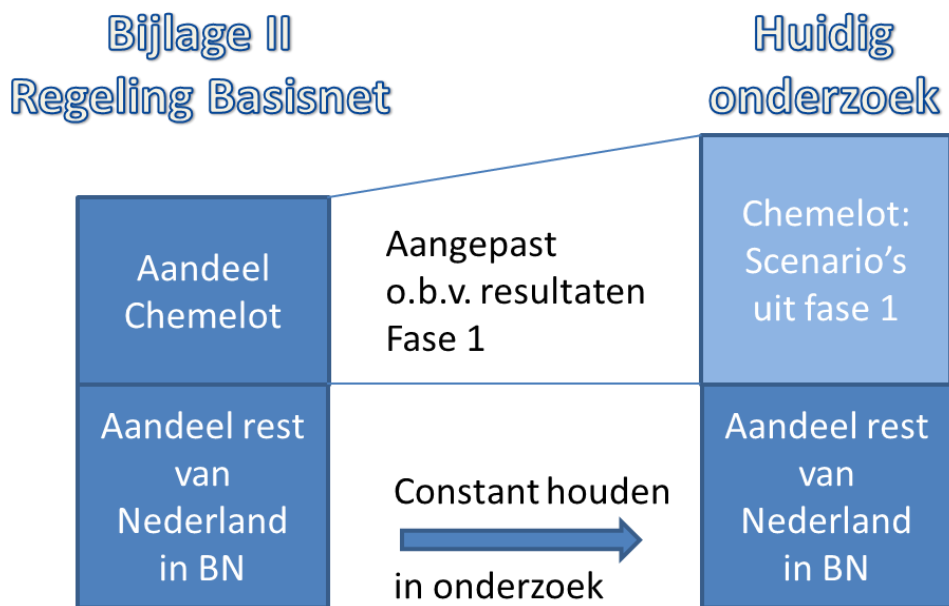 Bijlage II
Regeling Basisnet
Huidig
onderzoek
Aandeel
Chemelot
Aangepast
o.b.v. resultaten
Fase 1
Chemelot:
Scenario's
uit fase 1
Aandeel rest
van
Nederland
in BN
Constant houden
in onderzoek
Aandeel rest
van
Nederland
in BN